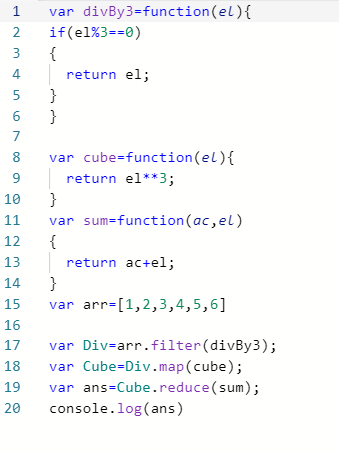 1 var divBy3=function(el){
2 if(el%3==0)
3 {
4   return el;
5 }
6 }
7
8 var cube=function(el){
9   return el**3;
10 }
11 var sum=function(ac,el)
12 {
13   return ac+el;
14 }
15 var arr=[1,2,3,4,5,6]
16
17 var Div=arr.filter(divBy3);
18 var Cube=Div.map(cube);
19 var ans=Cube.reduce(sum);
20 console.log(ans)